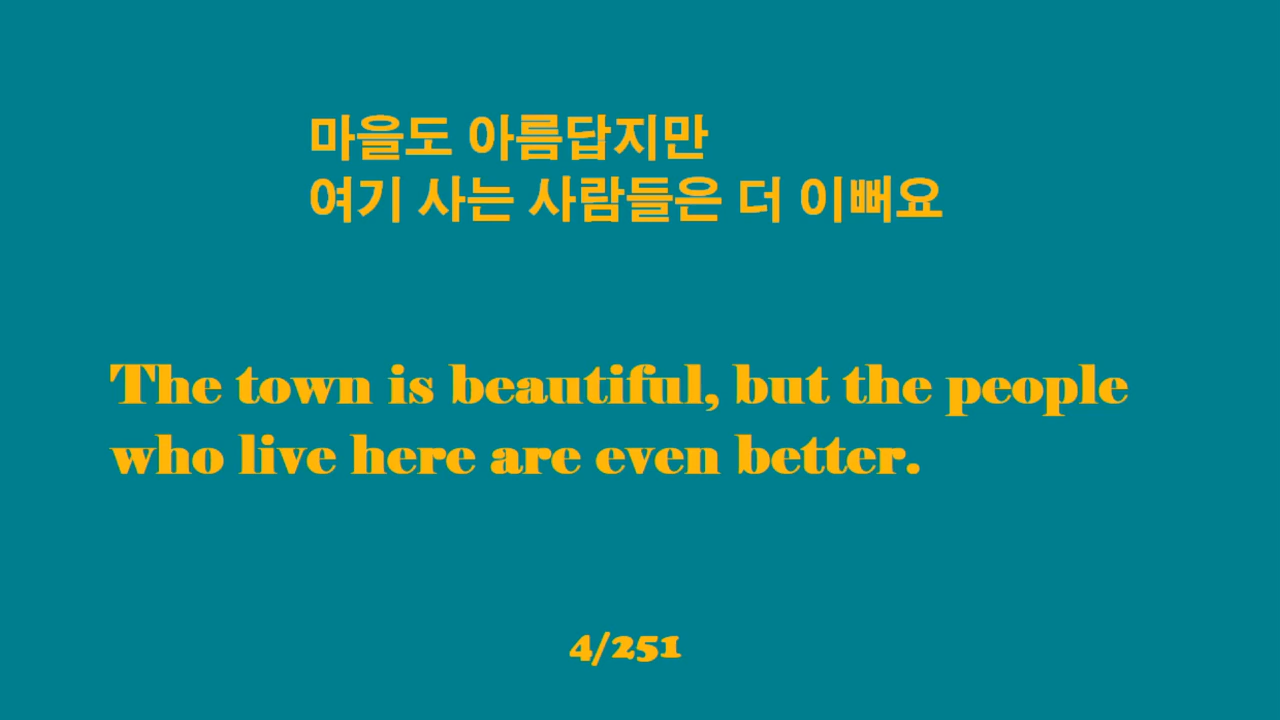 마을도 아름답지만
여기 사는 사람들은 더 이뻐요
The town is beautiful, but the people
who live here are even better.
4/251